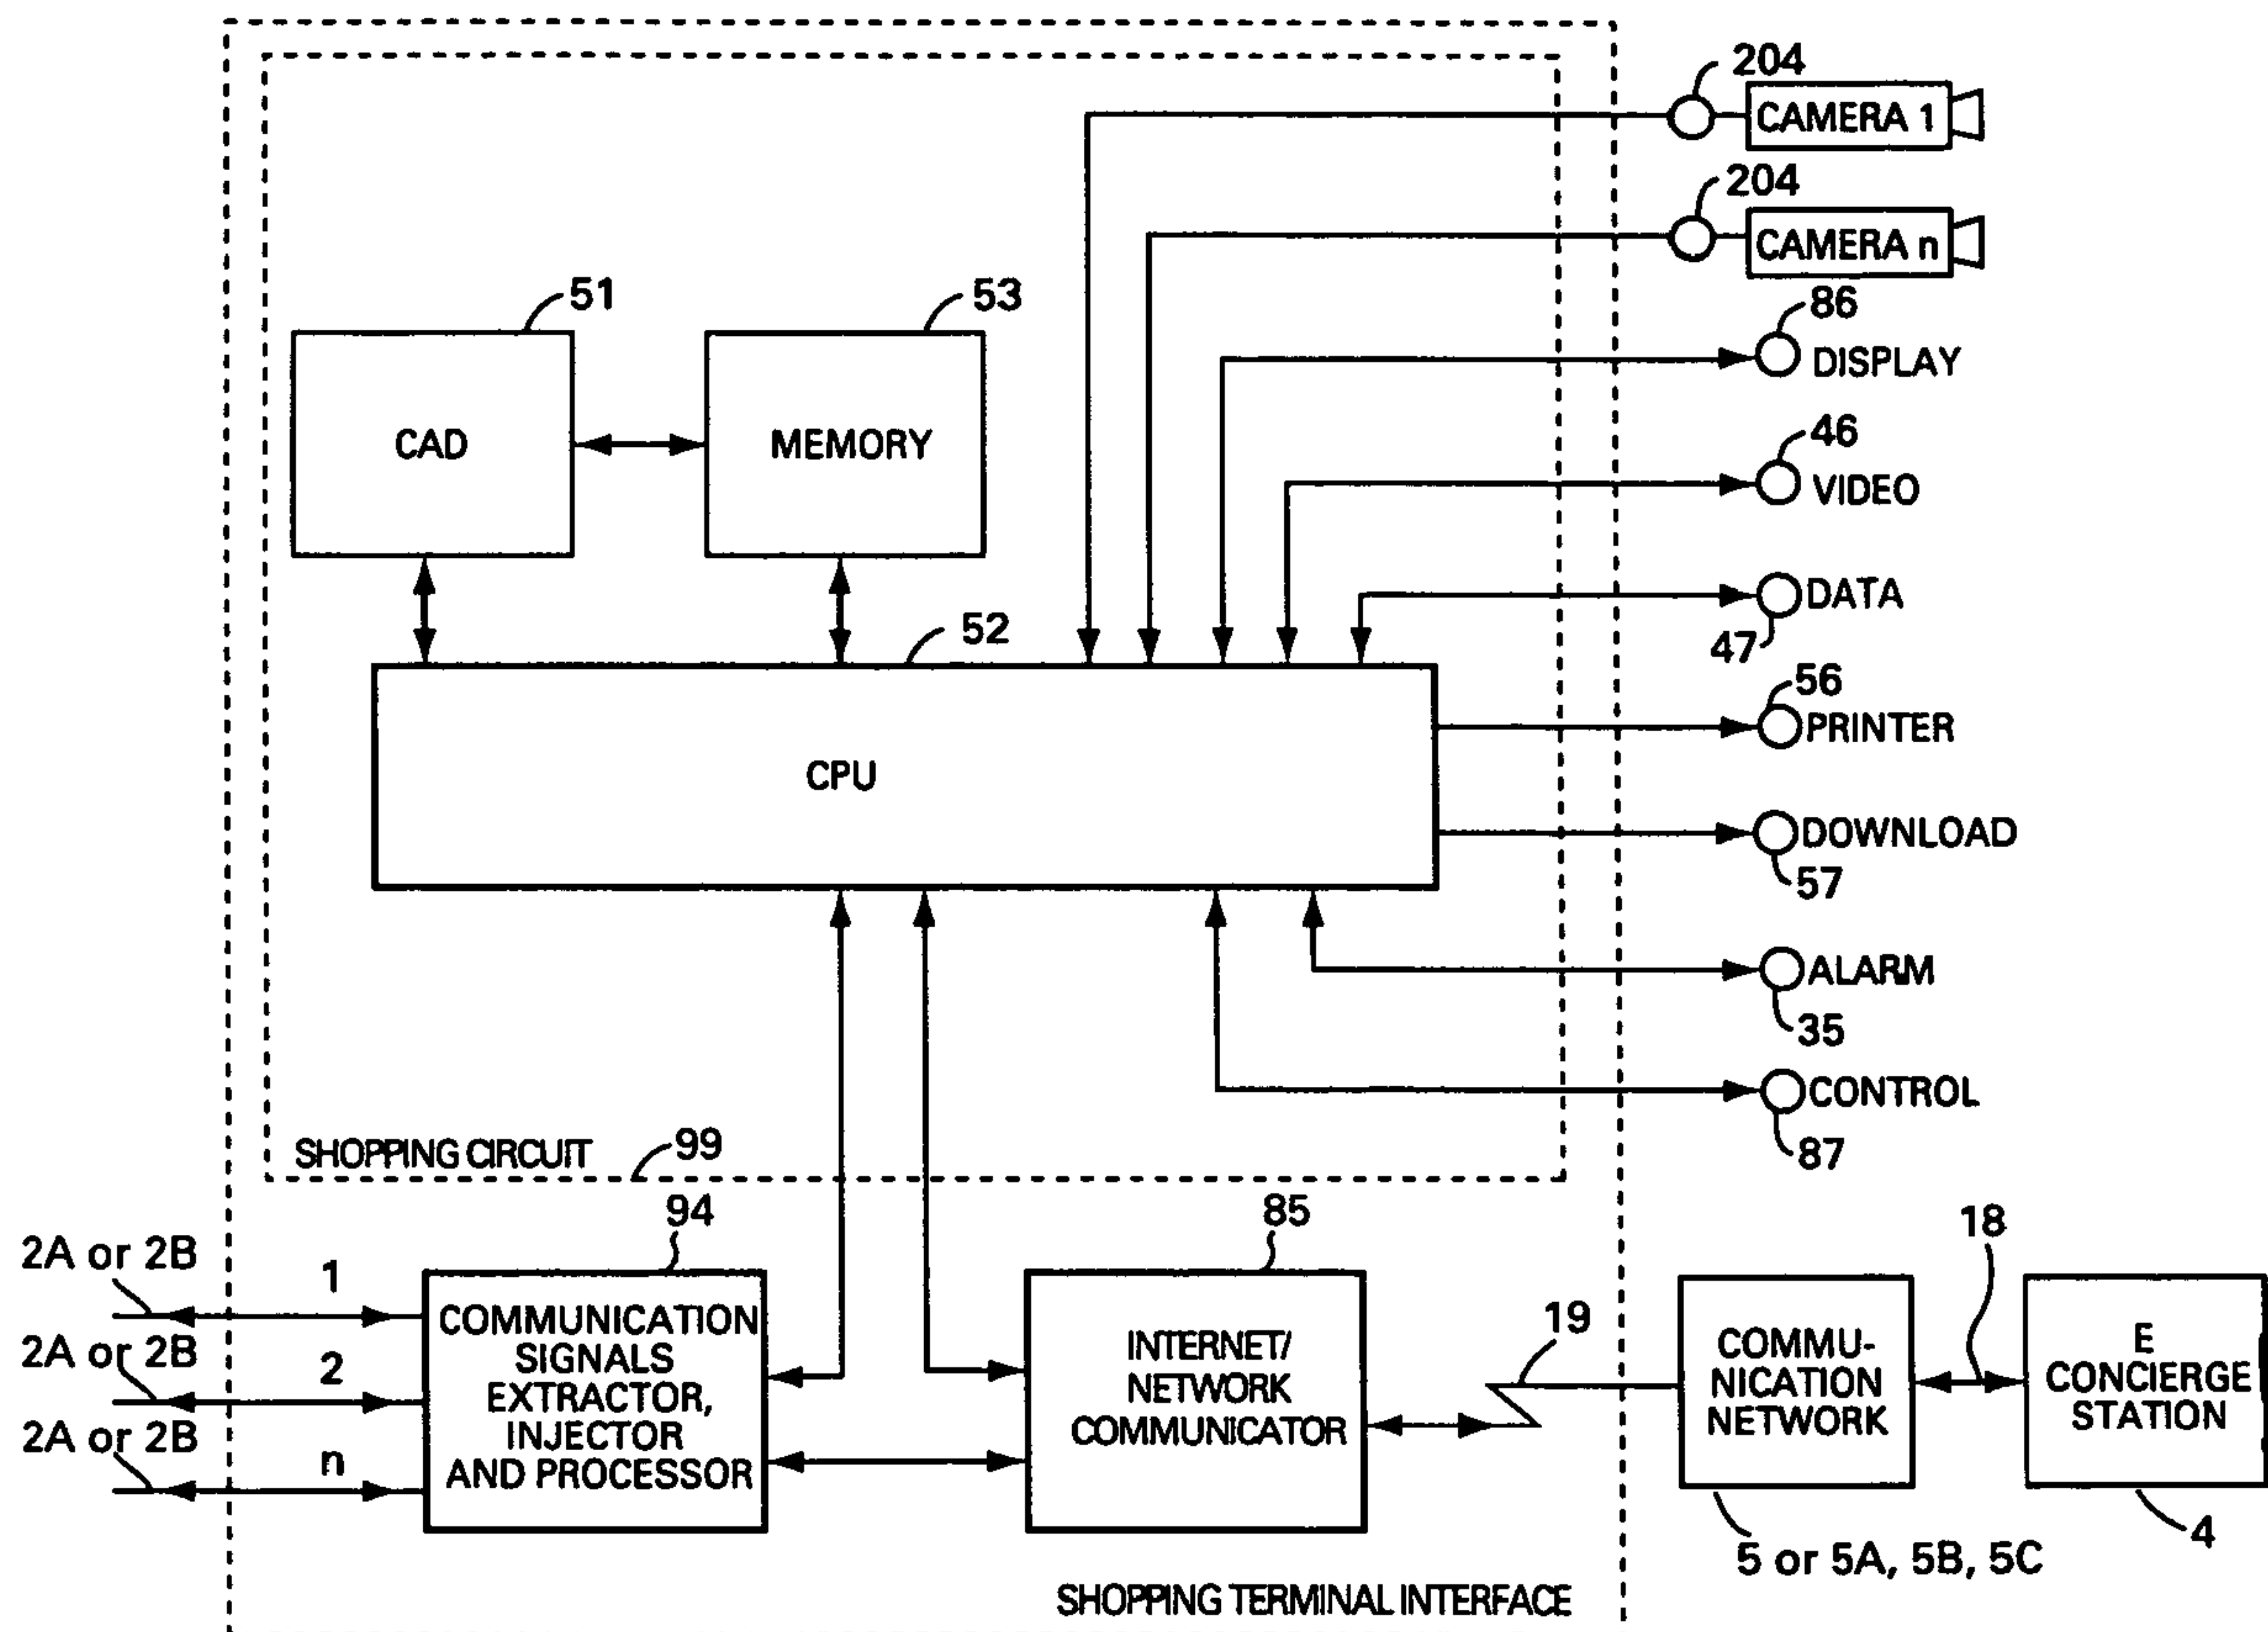 204
CAMERA 1
204
CAMERA n
86
DISPLAY
51
53
46
VIDEO
CAD
MEMORY
DATA
47
52
56
PRINTER
CPU
DOWNLOAD
57
ALARM
35
CONTROL
87
SHOPPING CIRCUIT
99
94
85
18
2A or 2B
1
2A or 2B
2
2A or 2B
n
COMMUNICATION
SIGNALS
EXTRACTOR,
INJECTOR
AND PROCESSOR
INTERNET/
NETWORK
COMMUNICATOR
19
COMMU-
NICATION
NETWORK
E
CONCIERGE
STATION
4
5 or 5A, 5B, 5C
SHOPPING TERMINAL INTERFACE